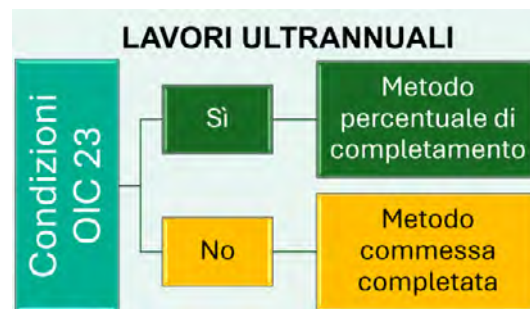 LAVORI ULTRANNUALI
Condizioni
OIC 23
Sì
Metodo
percentuale di
completamento
No
Metodo
commessa
completata